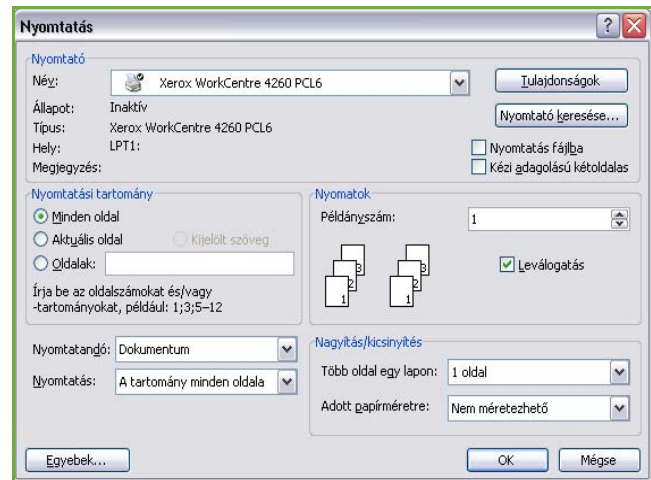 Nyomtatás
Nyomtató
Név: Xerox WorkCentre 4260 PCL6 Tulajdonságok
Állapot: Inaktív Nyomtató keresése...
Típus: Xerox WorkCentre 4260 PCL6
Hely: LPT1: Nyomtatás fájlba
Megjegyzés: Kézi adagolású kétoldalas
Nyomtatási tartomány
Minden oldal
Aktuális oldal Kijelölt szöveg
Oldalak:
Írja be az oldalszámokat és/vagy
-tartományokat, például: 1;3;5–12
Nyomatok
Példányszám: 1
3 3
2 2
1 1
Leválogatás
Nyomtatandó: Dokumentum
Nyomtatás: A tartomány minden oldala
Nagyítás/kicsinyítés
Több oldal egy lapon: 1 oldal
Adott papírméretre: Nem méretezhető
Egyebek... OK Mégse